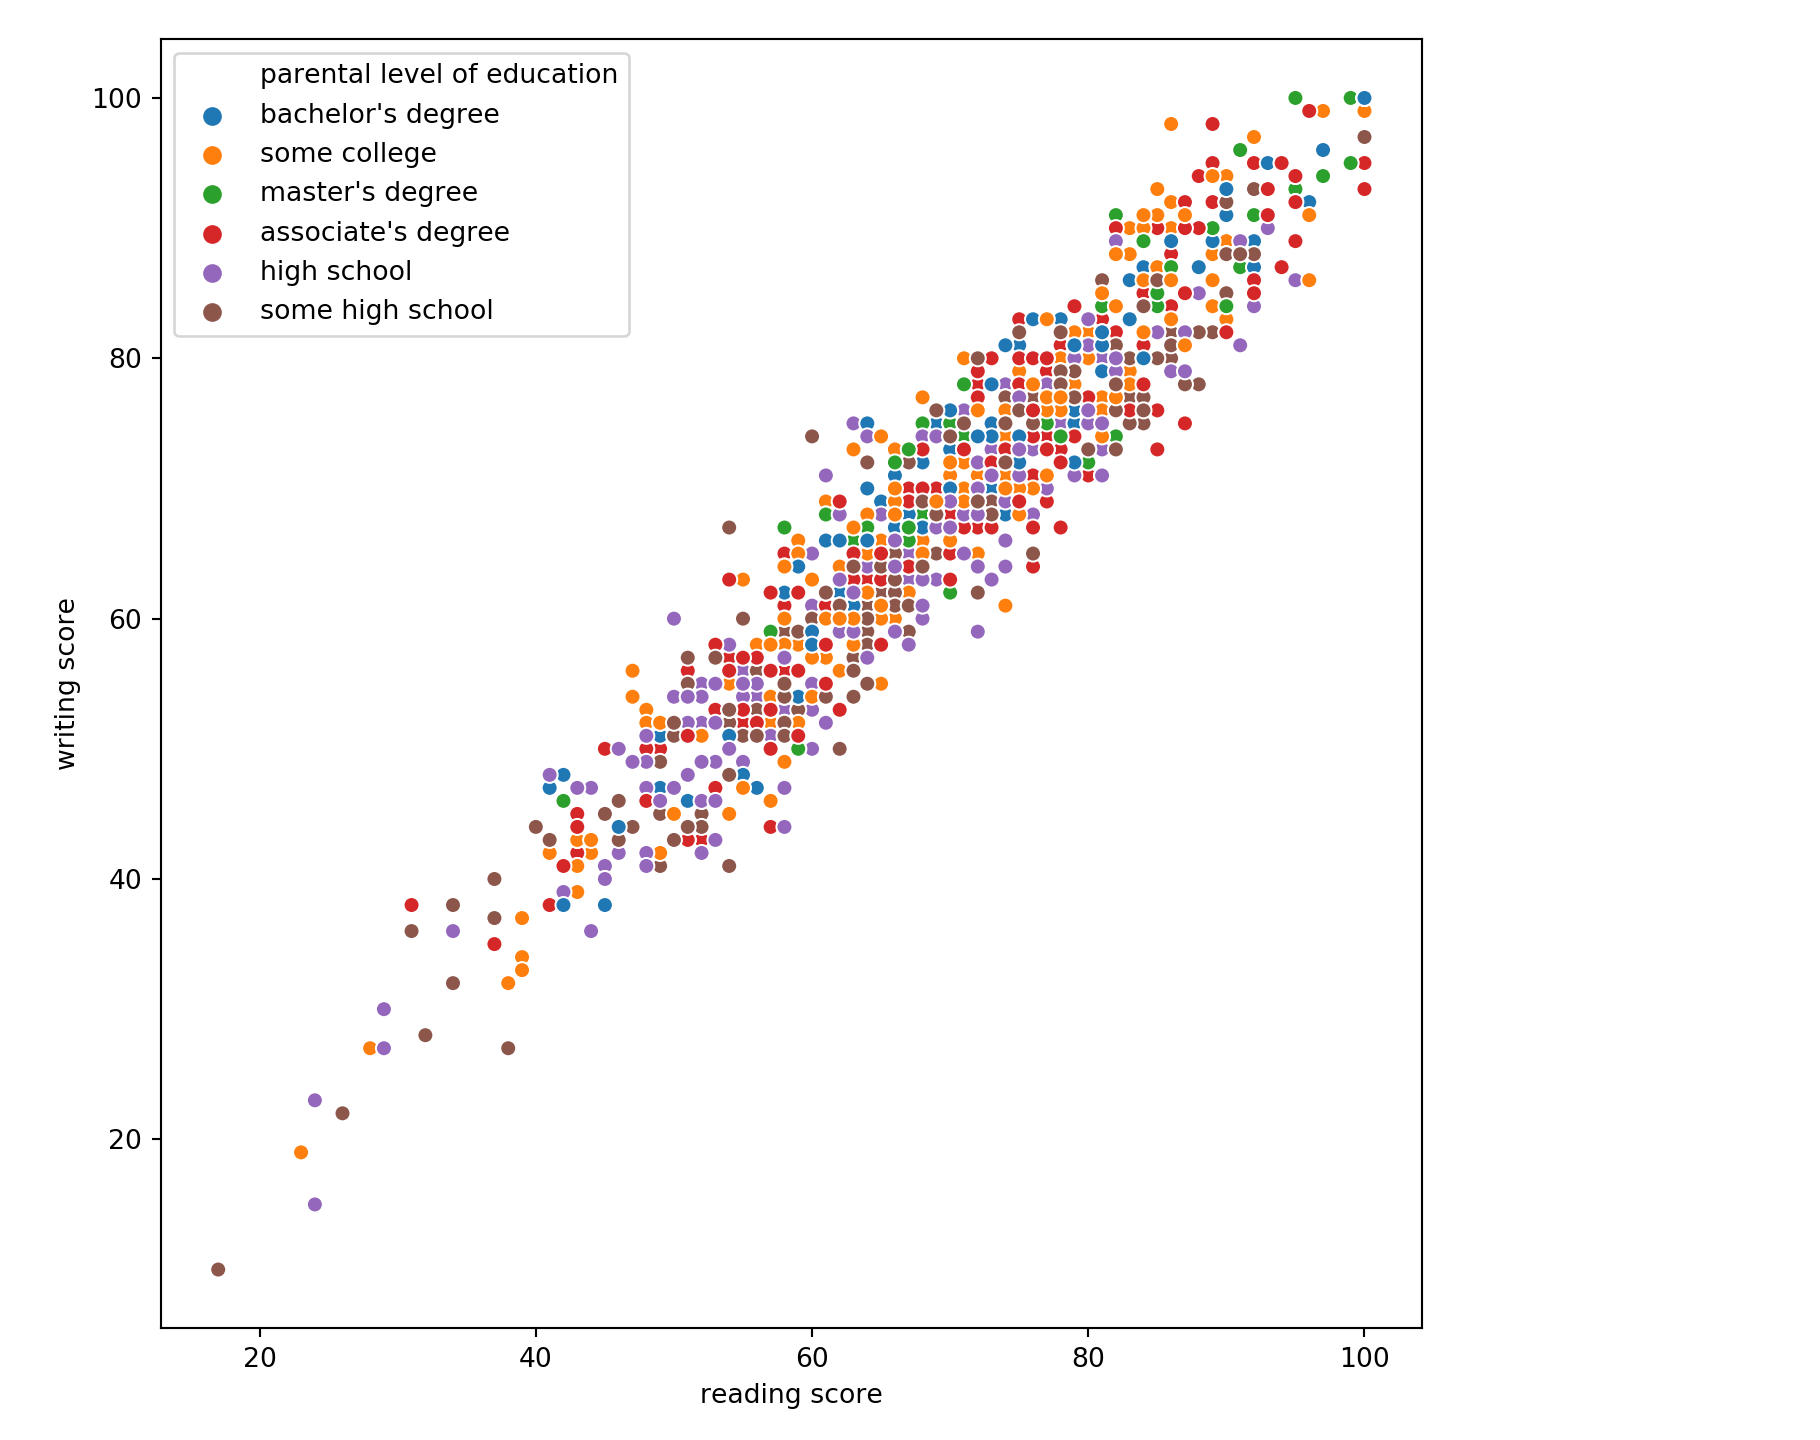 parental level of education
bachelor's degree
some college
master's degree
associate's degree
high school
some high school
100
80
60
40
20
writing score
20
40
60
80
100
reading score